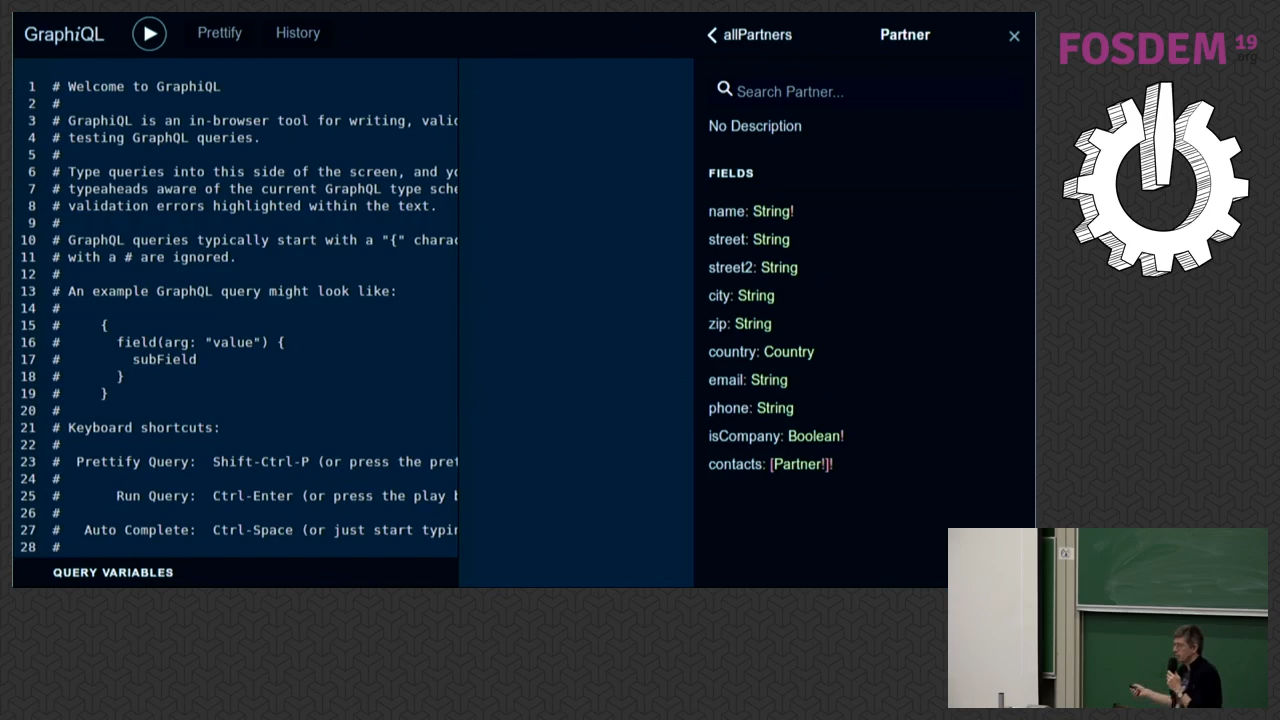 GraphiQL
Prettify
History
allPartners
Partner
1 # Welcome to GraphiQL
2 #
3 # GraphiQL is an in-browser tool for writing, valid
4 # testing GraphQL queries.
5 #
6 # Type queries into this side of the screen, and yo
7 # typeaheads aware of the current GraphQL type sche
8 # validation errors highlighted within the text.
9 #
10 # GraphQL queries typically start with a "{" charac
11 # with a # are ignored.
12 #
13 # An example GraphQL query might look like:
14 #
15 # {
16 # field(arg: "value") {
17 # subField
18 # }
19 # }
20 #
21 # Keyboard shortcuts:
22 #
23 # Prettify Query: Shift-Ctrl-P (or press the pret
24 #
25 # Run Query: Ctrl-Enter (or press the play b
26 #
27 # Auto Complete: Ctrl-Space (or just start typin
28 #
QUERY VARIABLES
Search Partner...
No Description
FIELDS
name: String!
street: String
street2: String
city: String
zip: String
country: Country
email: String
phone: String
isCompany: Boolean!
contacts: [Partner!]!
FOSDEM 19
.org